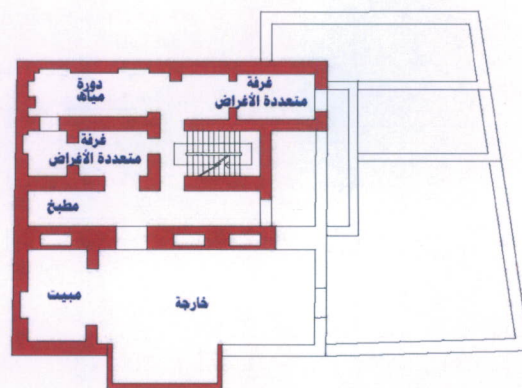 غرفة
متعددة الأغراض
دورة
مياه
غرفة
متعددة الأغراض
مطبخ
خارجة
مبيت